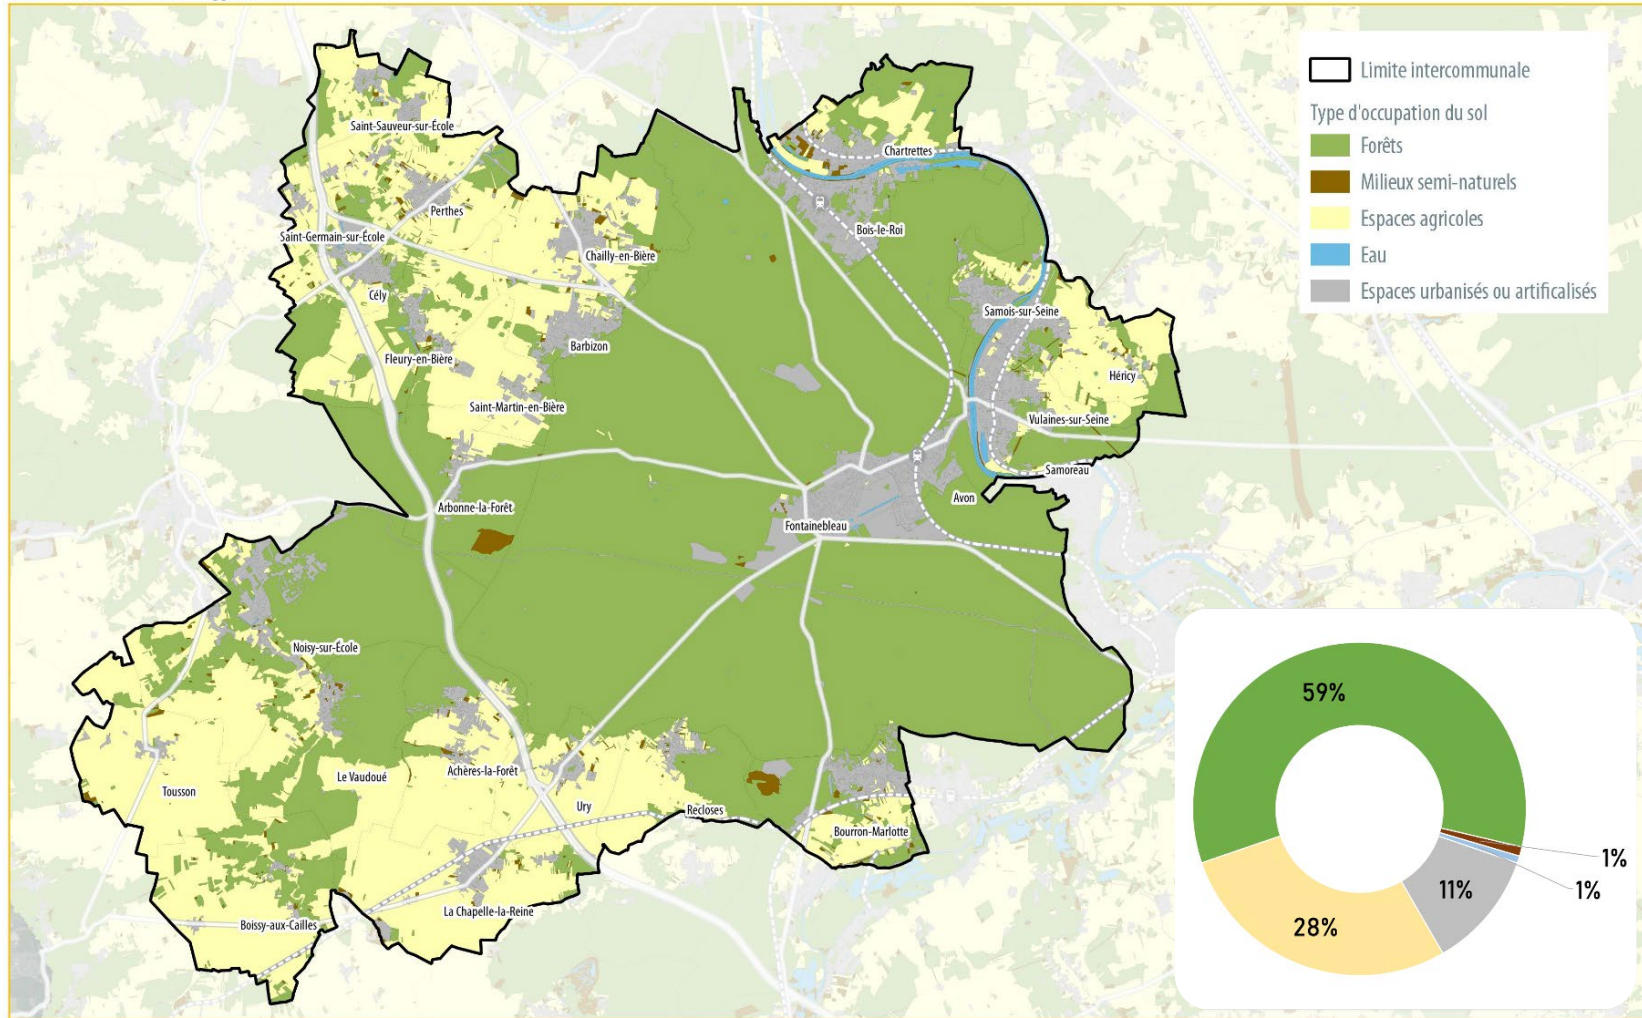 Limite intercommunale
Type d'occupation du sol
Forêts
Milieux semi-naturels
Espaces agricoles
Eau
Espaces urbanisés ou artificalisés
Saint-Sauveur-sur-École
Chartrettes
Perthes
Bois-le-Roi
Saint-Germain-sur-École
Chailly-en-Bière
Cély
Samois-sur-Seine
Barbizon
Fleury-en-Bière
Héricy
Saint-Martin-en-Bière
Vulaines-sur-Seine
Samoreau
Avon
Arbonne-la-Forêt
Fontainebleau
Noisy-sur-École
Achères-la-Forêt
Le Vaudoué
Tousson
Ury
Recloses
Bourron-Marlotte
La Chapelle-la-Reine
Boissy-aux-Cailles
59%
1%
1%
11%
28%